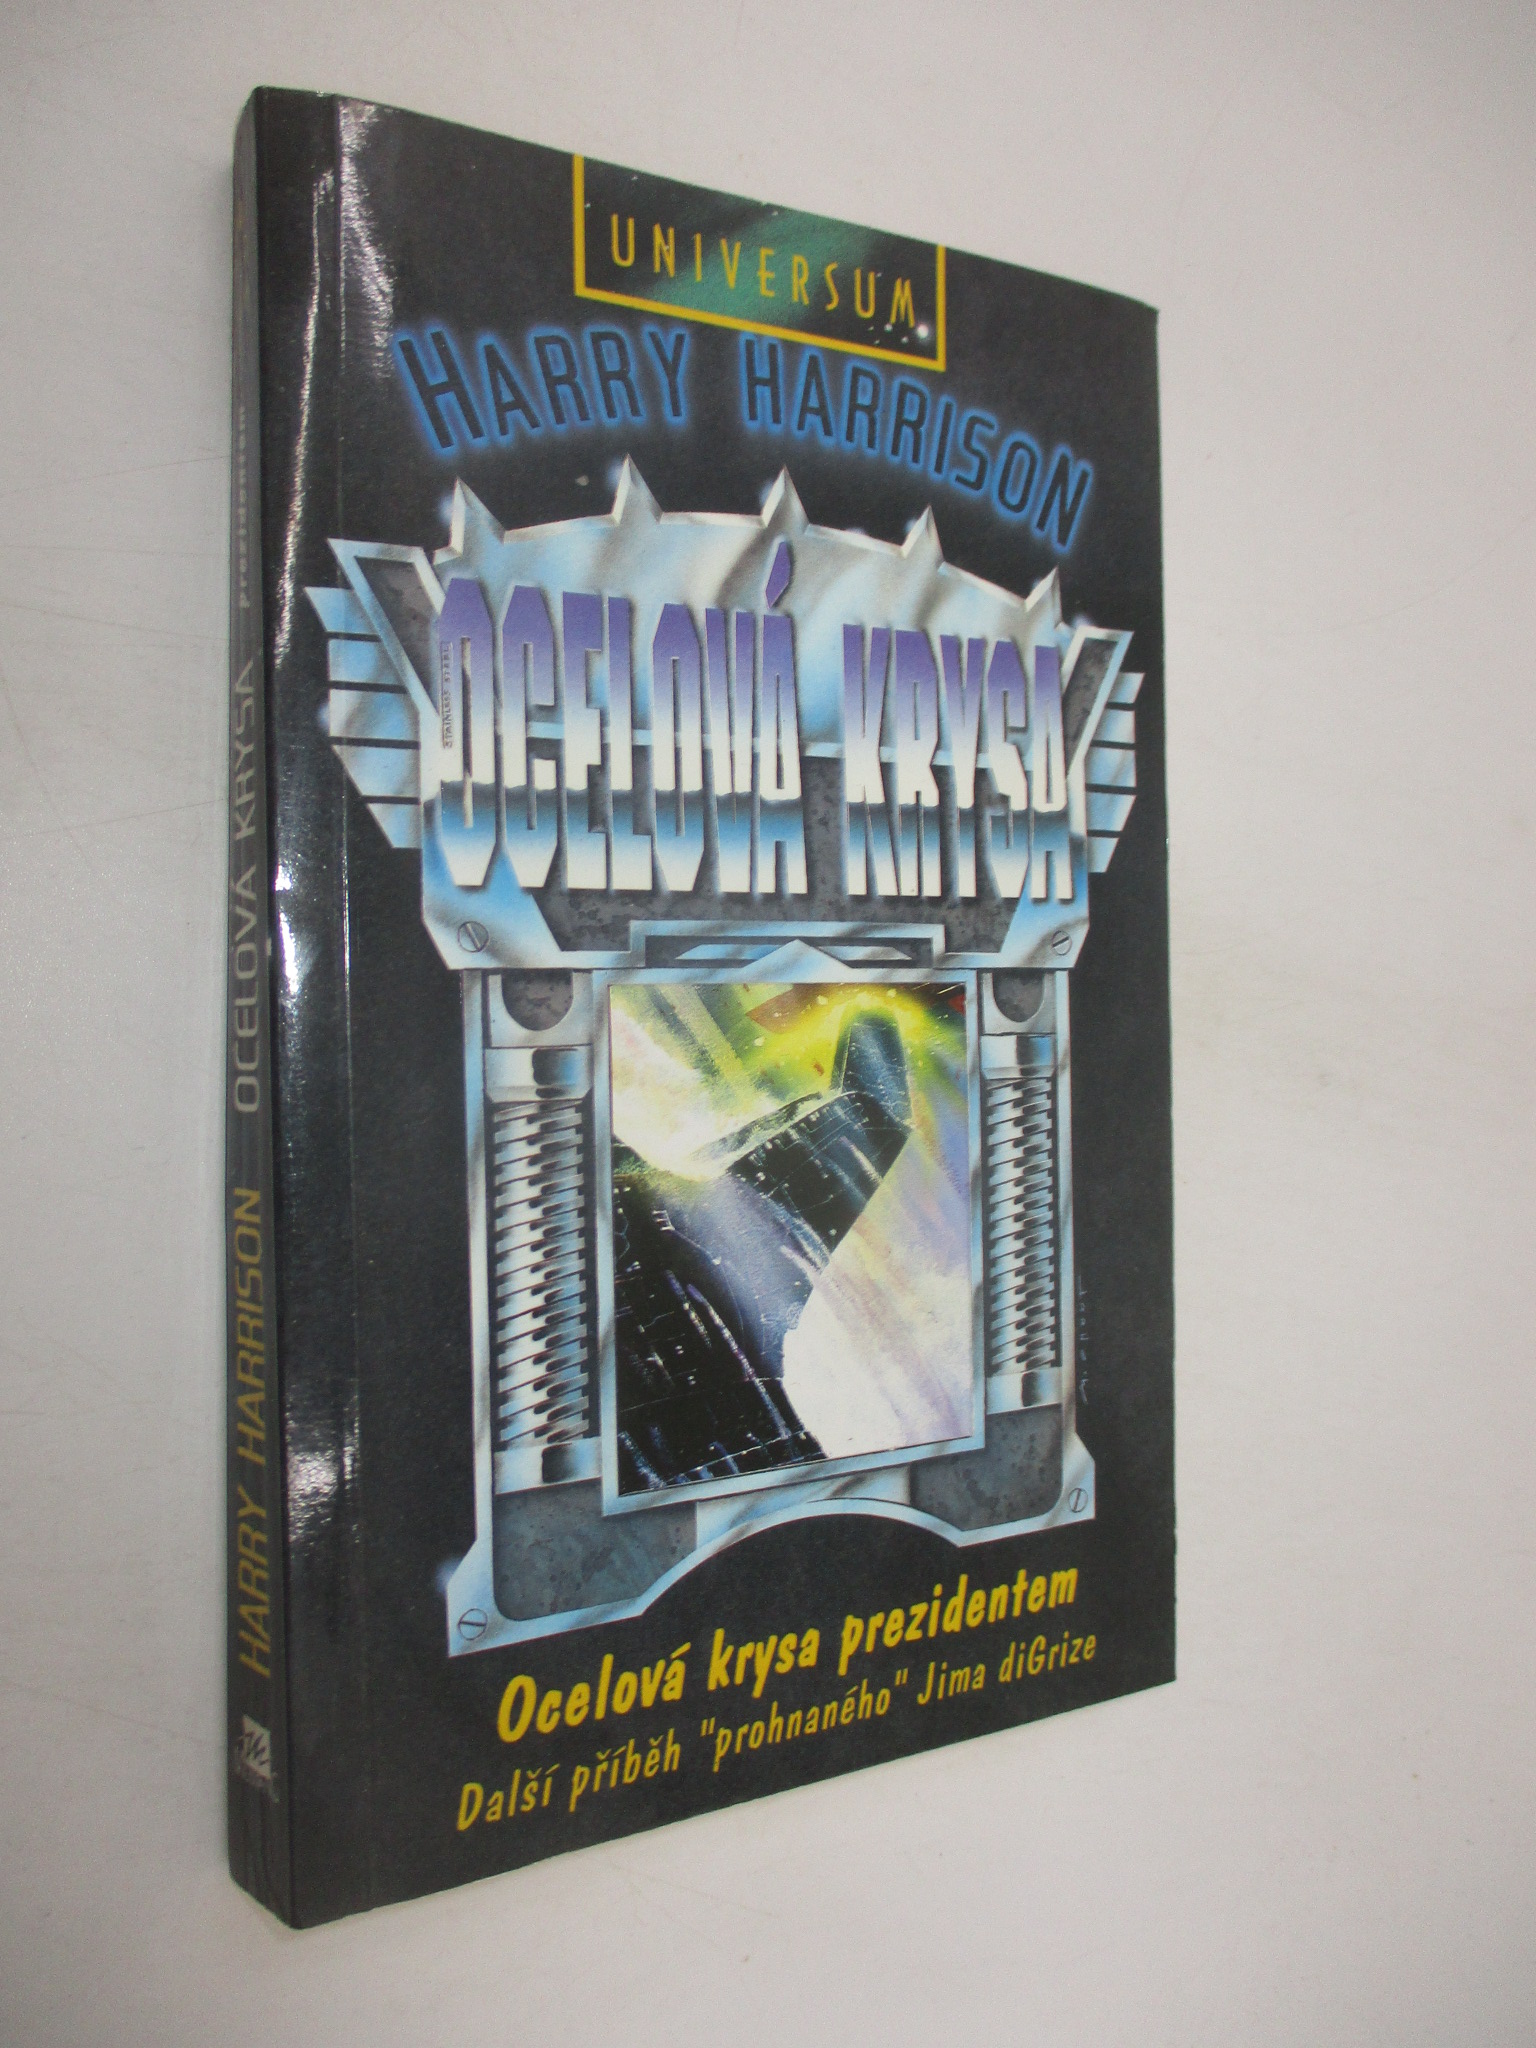 UNIVERSUM
HARRY HARRISON
OCELOVÁ KRYSA
Ocelová krysa prezidentem
Další příběh "prohnaného" Jima diGrize
HARRY HARRISON OCELOVÁ KRYSA prezidentem